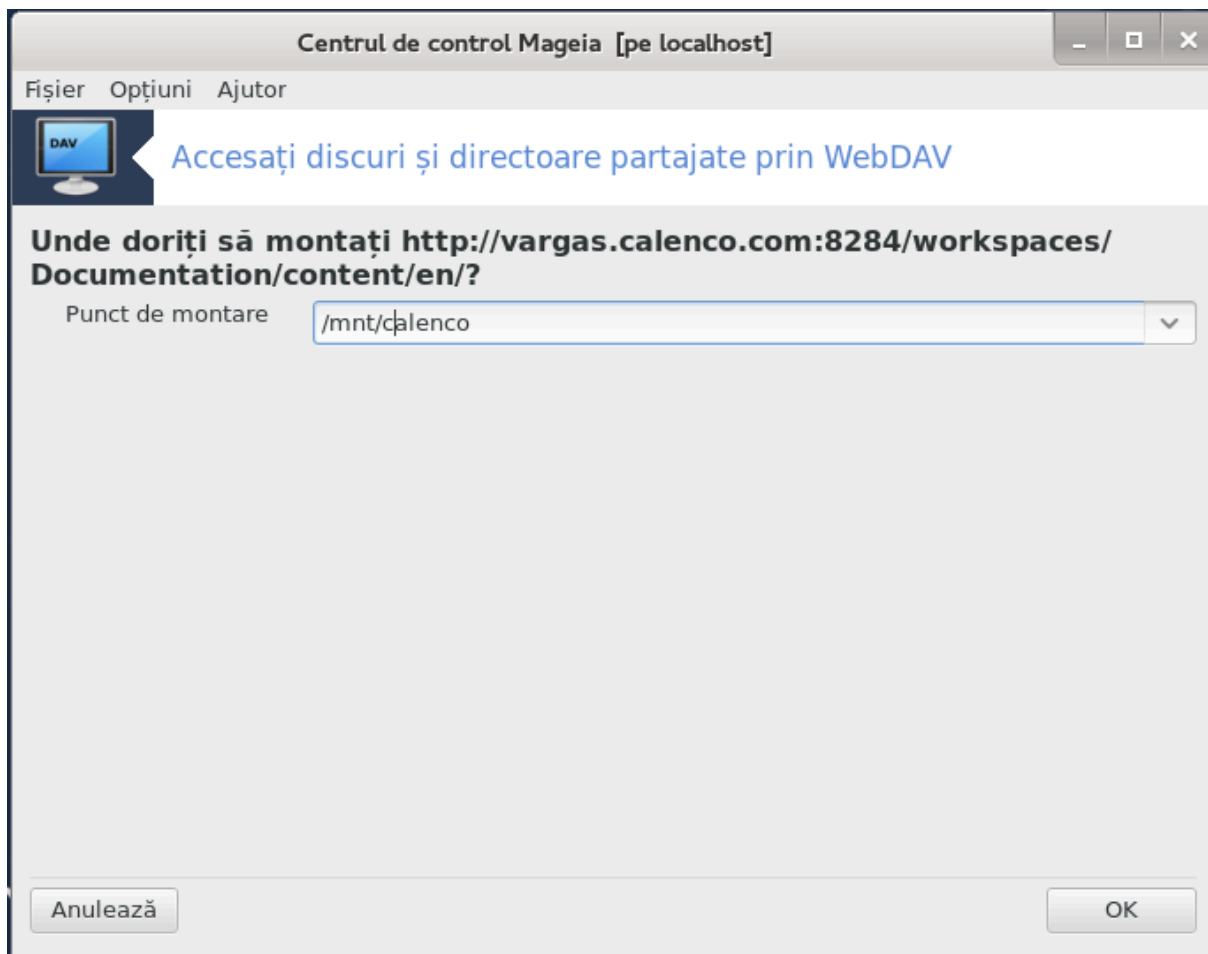 Centrul de control Mageia [pe localhost]
Fișier Opțiuni Ajutor
DAV
Accesați discuri și directoare partajate prin WebDAV
Unde doriți să montați http://vargas.calenco.com:8284/workspaces/
Documentation/content/en/?
Punct de montare /mnt/calenco
Anulează OK